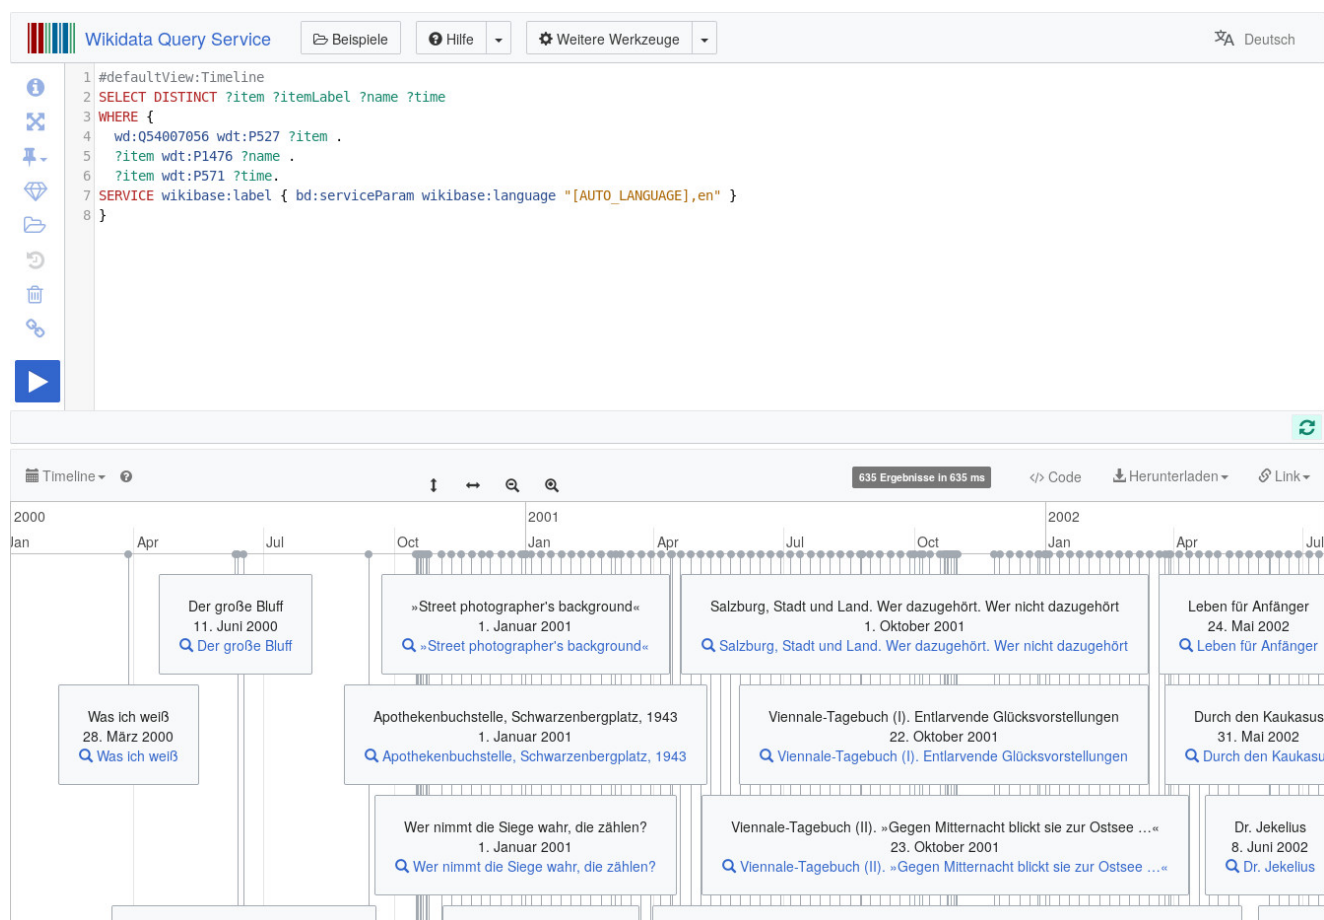 Wikidata Query Service Beispiele Hilfe Weitere Werkzeuge Deutsch
1 #defaultView:Timeline
2 SELECT DISTINCT ?item ?itemLabel ?name ?time
3 WHERE {
4 wd:Q54007056 wdt:P527 ?item .
5 ?item wdt:P1476 ?name .
6 ?item wdt:P571 ?time.
7 SERVICE wikibase:label { bd:serviceParam wikibase:language "[AUTO_LANGUAGE],en" }
8 }
Timeline 635 Ergebnisse in 635 ms </> Code Herunterladen Link
2000 2001 2002
Jan Apr Jul Oct Jan Apr Jul Oct Jan Apr Jul
Der große Bluff
11. Juni 2000
Der große Bluff
»Street photographer's background«
1. Januar 2001
»Street photographer's background«
Salzburg, Stadt und Land. Wer dazugehört. Wer nicht dazugehört
1. Oktober 2001
Salzburg, Stadt und Land. Wer dazugehört. Wer nicht dazugehört
Leben für Anfänger
24. Mai 2002
Leben für Anfänger
Was ich weiß
28. März 2000
Was ich weiß
Apothekenbuchstelle, Schwarzenbergplatz, 1943
1. Januar 2001
Apothekenbuchstelle, Schwarzenbergplatz, 1943
Viennale-Tagebuch (I). Entlarvende Glücksvorstellungen
22. Oktober 2001
Viennale-Tagebuch (I). Entlarvende Glücksvorstellungen
Durch den Kaukasus
31. Mai 2002
Durch den Kaukasu
Wer nimmt die Siege wahr, die zählen?
1. Januar 2001
Wer nimmt die Siege wahr, die zählen?
Viennale-Tagebuch (II). »Gegen Mitternacht blickt sie zur Ostsee …«
23. Oktober 2001
Viennale-Tagebuch (II). »Gegen Mitternacht blickt sie zur Ostsee …«
Dr. Jekelius
8. Juni 2002
Dr. Jekelius